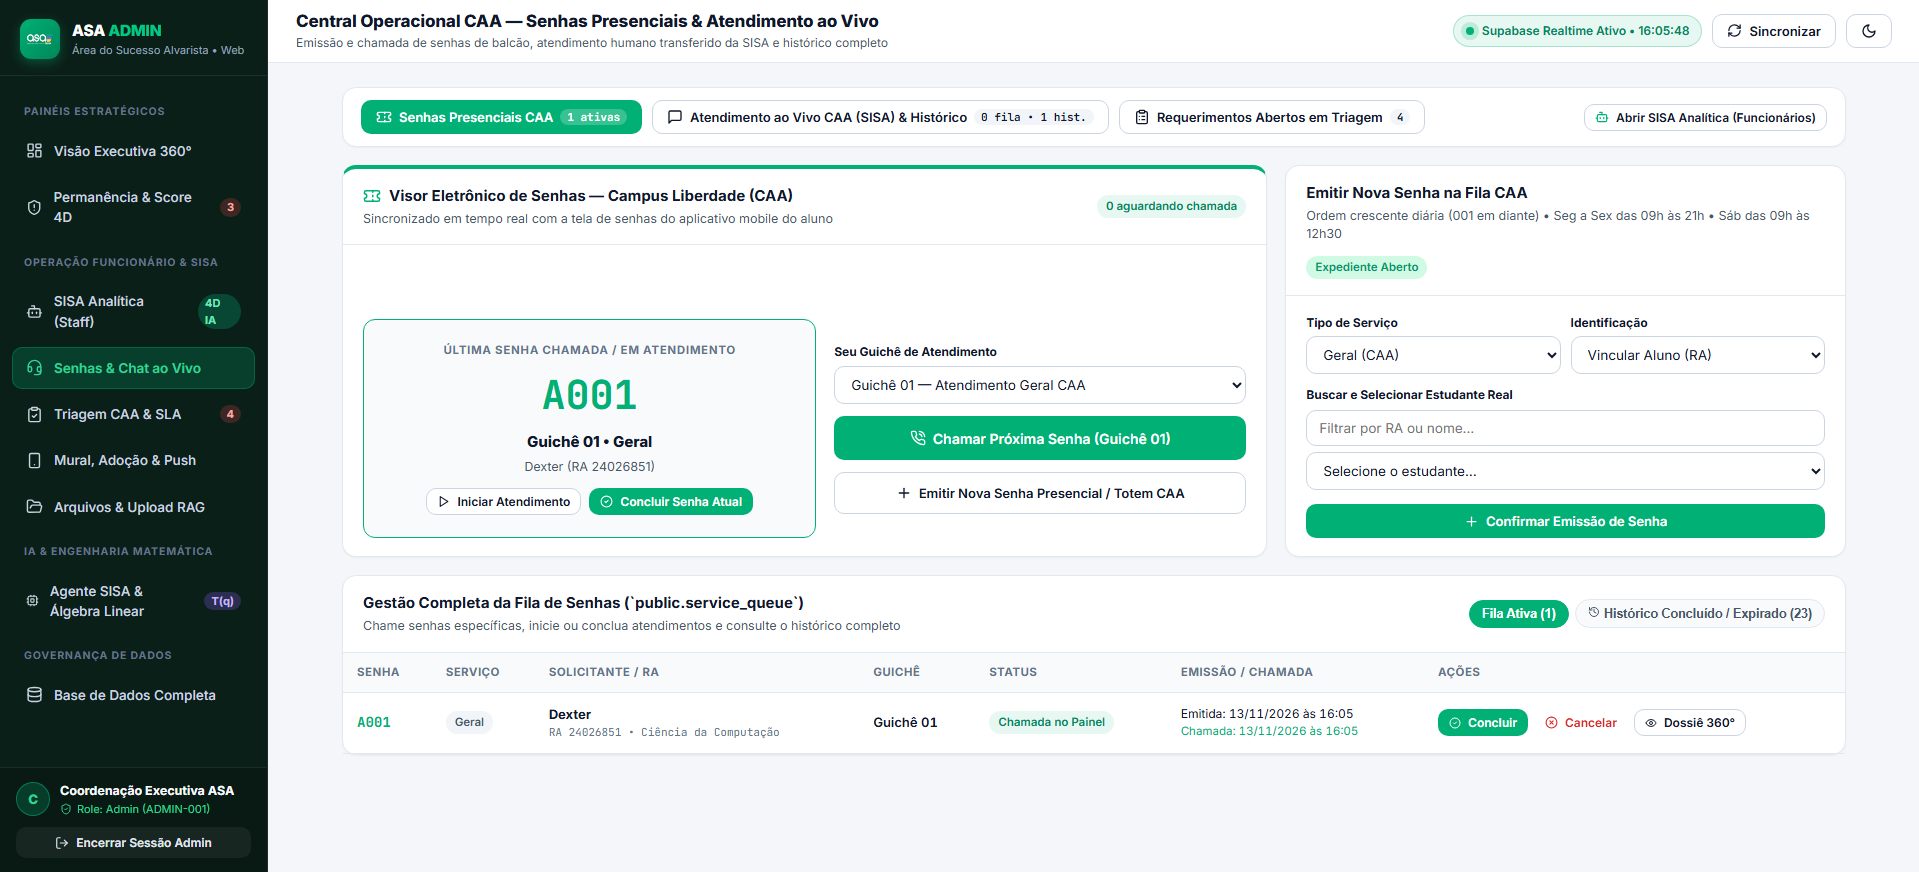 asa
ASA ADMIN
Área do Sucesso Alvarista • Web
PAINÉIS ESTRATÉGICOS
Visão Executiva 360°
Permanência & Score
4D
3
OPERAÇÃO FUNCIONÁRIO & SISA
SISA Analítica
(Staff)
4D
IA
Senhas & Chat ao Vivo
Triagem CAA & SLA
4
Mural, Adoção & Push
Arquivos & Upload RAG
IA & ENGENHARIA MATEMÁTICA
Agente SISA &
Álgebra Linear
T(q)
GOVERNANÇA DE DADOS
Base de Dados Completa
C
Coordenação Executiva ASA
Role: Admin (ADMIN-001)
Encerrar Sessão Admin
Central Operacional CAA — Senhas Presenciais & Atendimento ao Vivo
Emissão e chamada de senhas de balcão, atendimento humano transferido da SISA e histórico completo
Supabase Realtime Ativo • 16:05:48
Sincronizar
Senhas Presenciais CAA 1 ativas
Atendimento ao Vivo CAA (SISA) & Histórico 0 fila • 1 hist.
Requerimentos Abertos em Triagem 4
Abrir SISA Analítica (Funcionários)
Visor Eletrônico de Senhas — Campus Liberdade (CAA)
Sincronizado em tempo real com a tela de senhas do aplicativo mobile do aluno
0 aguardando chamada
ÚLTIMA SENHA CHAMADA / EM ATENDIMENTO
A001
Guichê 01 • Geral
Dexter (RA 24026851)
Iniciar Atendimento
Concluir Senha Atual
Seu Guichê de Atendimento
Guichê 01 — Atendimento Geral CAA
Chamar Próxima Senha (Guichê 01)
Emitir Nova Senha Presencial / Totem CAA
Emitir Nova Senha na Fila CAA
Ordem crescente diária (001 em diante) • Seg a Sex das 09h às 21h • Sáb das 09h às
12h30
Expediente Aberto
Tipo de Serviço
Identificação
Geral (CAA)
Vincular Aluno (RA)
Buscar e Selecionar Estudante Real
Filtrar por RA ou nome...
Selecione o estudante...
Confirmar Emissão de Senha
Gestão Completa da Fila de Senhas (`public.service_queue`)
Chame senhas específicas, inicie ou conclua atendimentos e consulte o histórico completo
Fila Ativa (1)
Histórico Concluído / Expirado (23)
SENHA SERVIÇO SOLICITANTE / RA GUICHÊ STATUS EMISSÃO / CHAMADA AÇÕES
A001 Geral Dexter Guichê 01 Chamada no Painel Emitida: 13/11/2026 às 16:05 Concluir Cancelar Dossiê 360°
RA 24026851 • Ciência da Computação Chamada: 13/11/2026 às 16:05